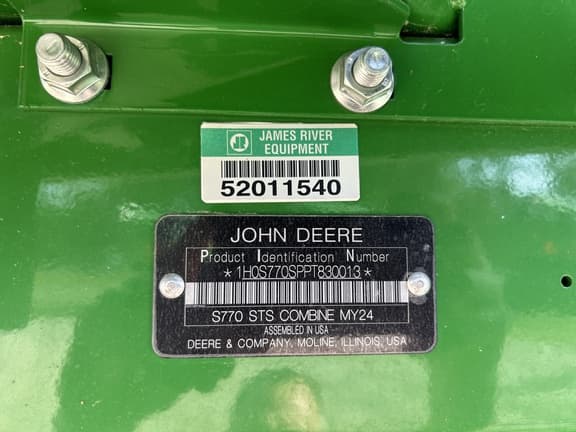 JAMES RIVER
EQUIPMENT
52011540
JOHN DEERE
Product Identification Number
*1H0S770SPPT830013*
S770 STS COMBINE MY24
ASSEMBLED IN USA
DEERE & COMPANY, MOLINE, ILLINOIS, USA